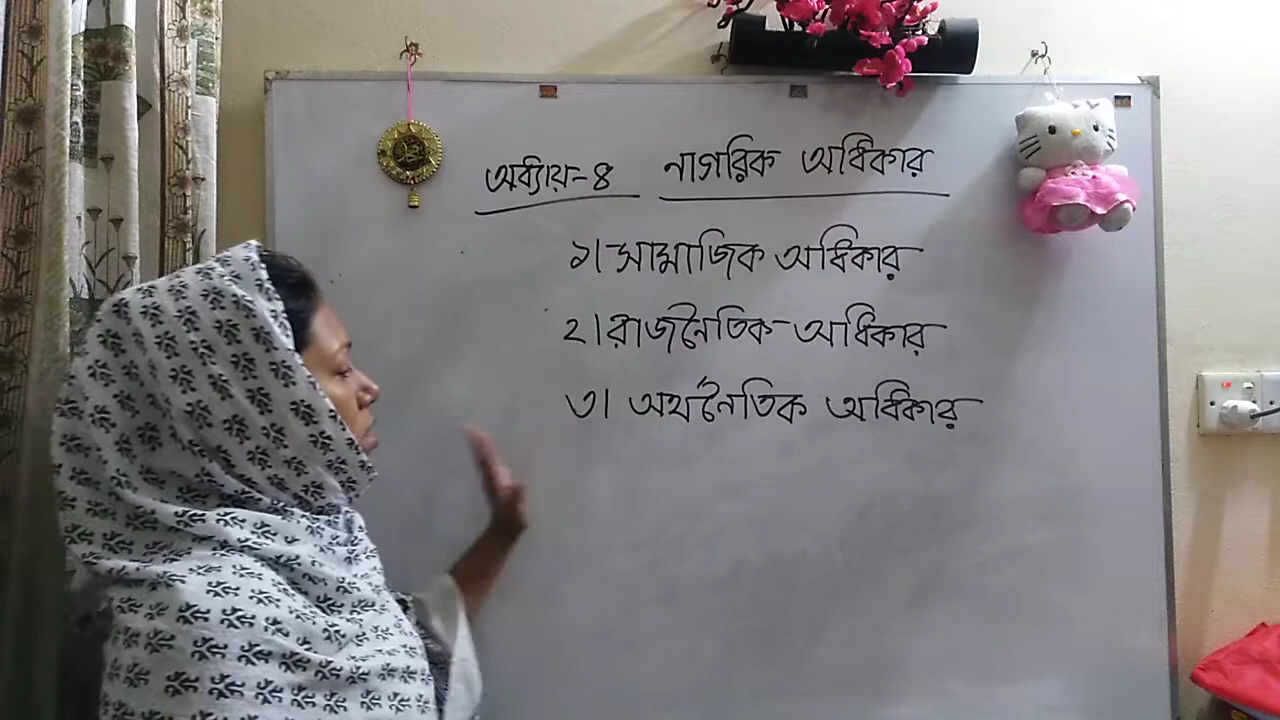 অধ্যায়-৪ নাগরিক অধিকার
১। সামাজিক অধিকার
২। রাজনৈতিক অধিকার
৩। অর্থনৈতিক অধিকার